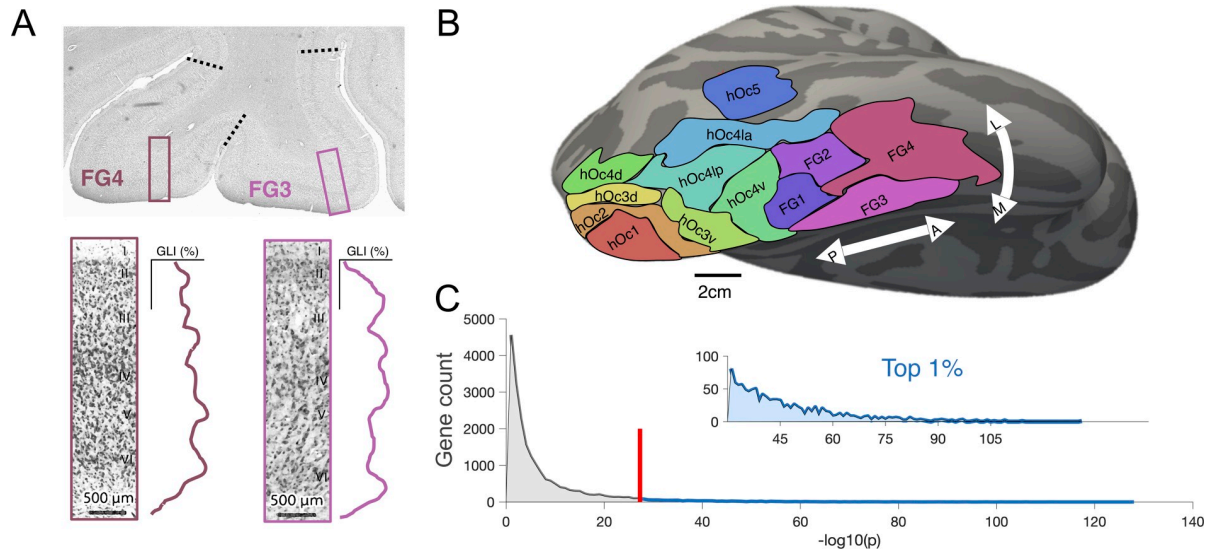 A
FG4
FG3
GLI (%)
I
II
III
IV
V
VI
500 µm
GLI (%)
I
II
III
IV
V
VI
500 µm
B
hOc5
hOc4la
hOc4d
hOc4lp
FG2
FG4
hOc3d
hOc4v
FG1
FG3
hOc2
hOc3v
hOc1
L
M
P
A
2cm
C
Gene count
5000
4000
3000
2000
1000
0
0
20
40
60
80
100
120
140
-log10(p)
Top 1%
100
50
0
45
60
75
90
105